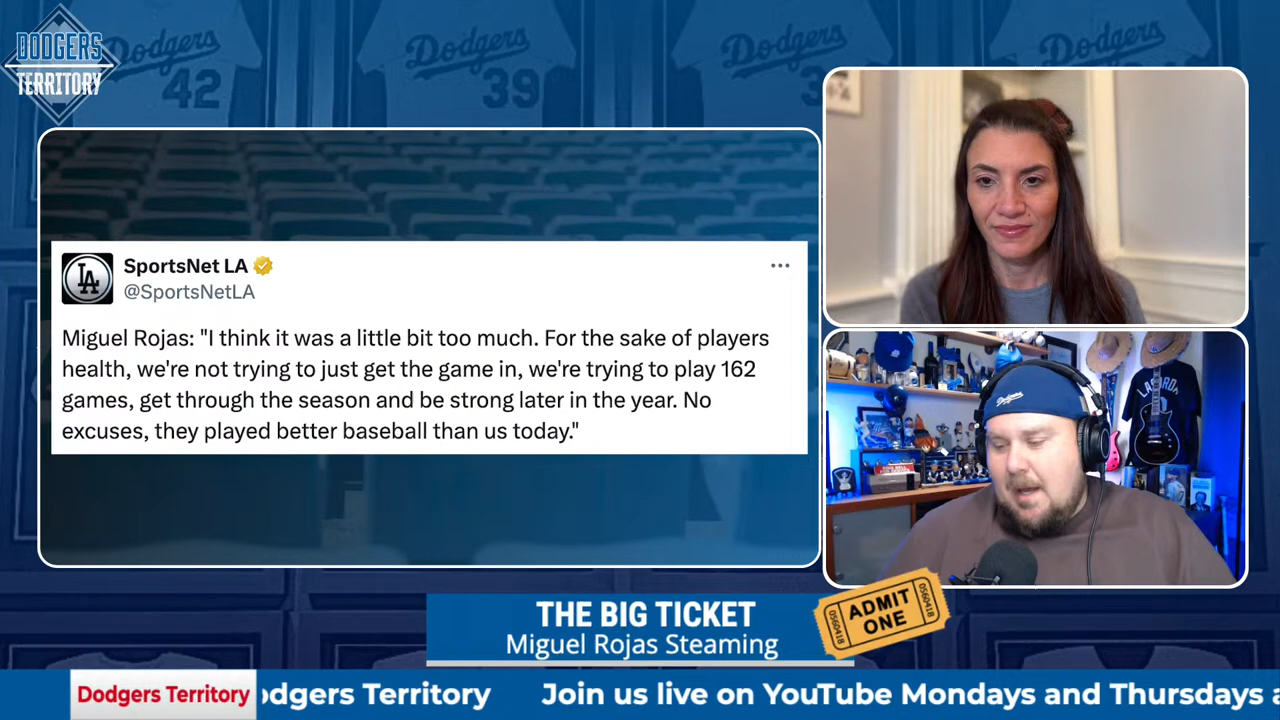 DODGERS
TERRITORY
Dodgers
42
Dodgers
39
Dodgers
3
Dodgers
SportsNet LA
@SportsNetLA
Miguel Rojas: "I think it was a little bit too much. For the sake of players
health, we're not trying to just get the game in, we're trying to play 162
games, get through the season and be strong later in the year. No
excuses, they played better baseball than us today."
Dodgers
THE BIG TICKET
Miguel Rojas Steaming
ADMIT
ONE
0560418
0560418
Dodgers Territory
odgers Territory
Join us live on YouTube Mondays and Thursdays a